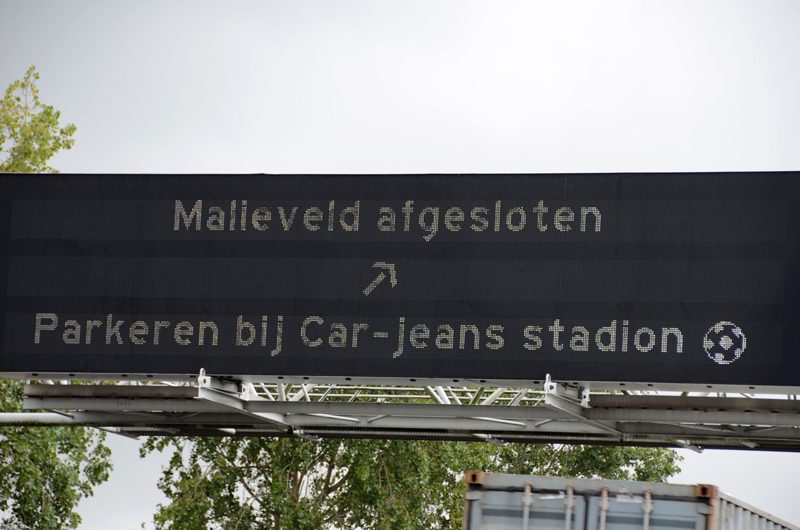 Malieveld afgesloten
↗
Parkeren bij Car-jeans stadion